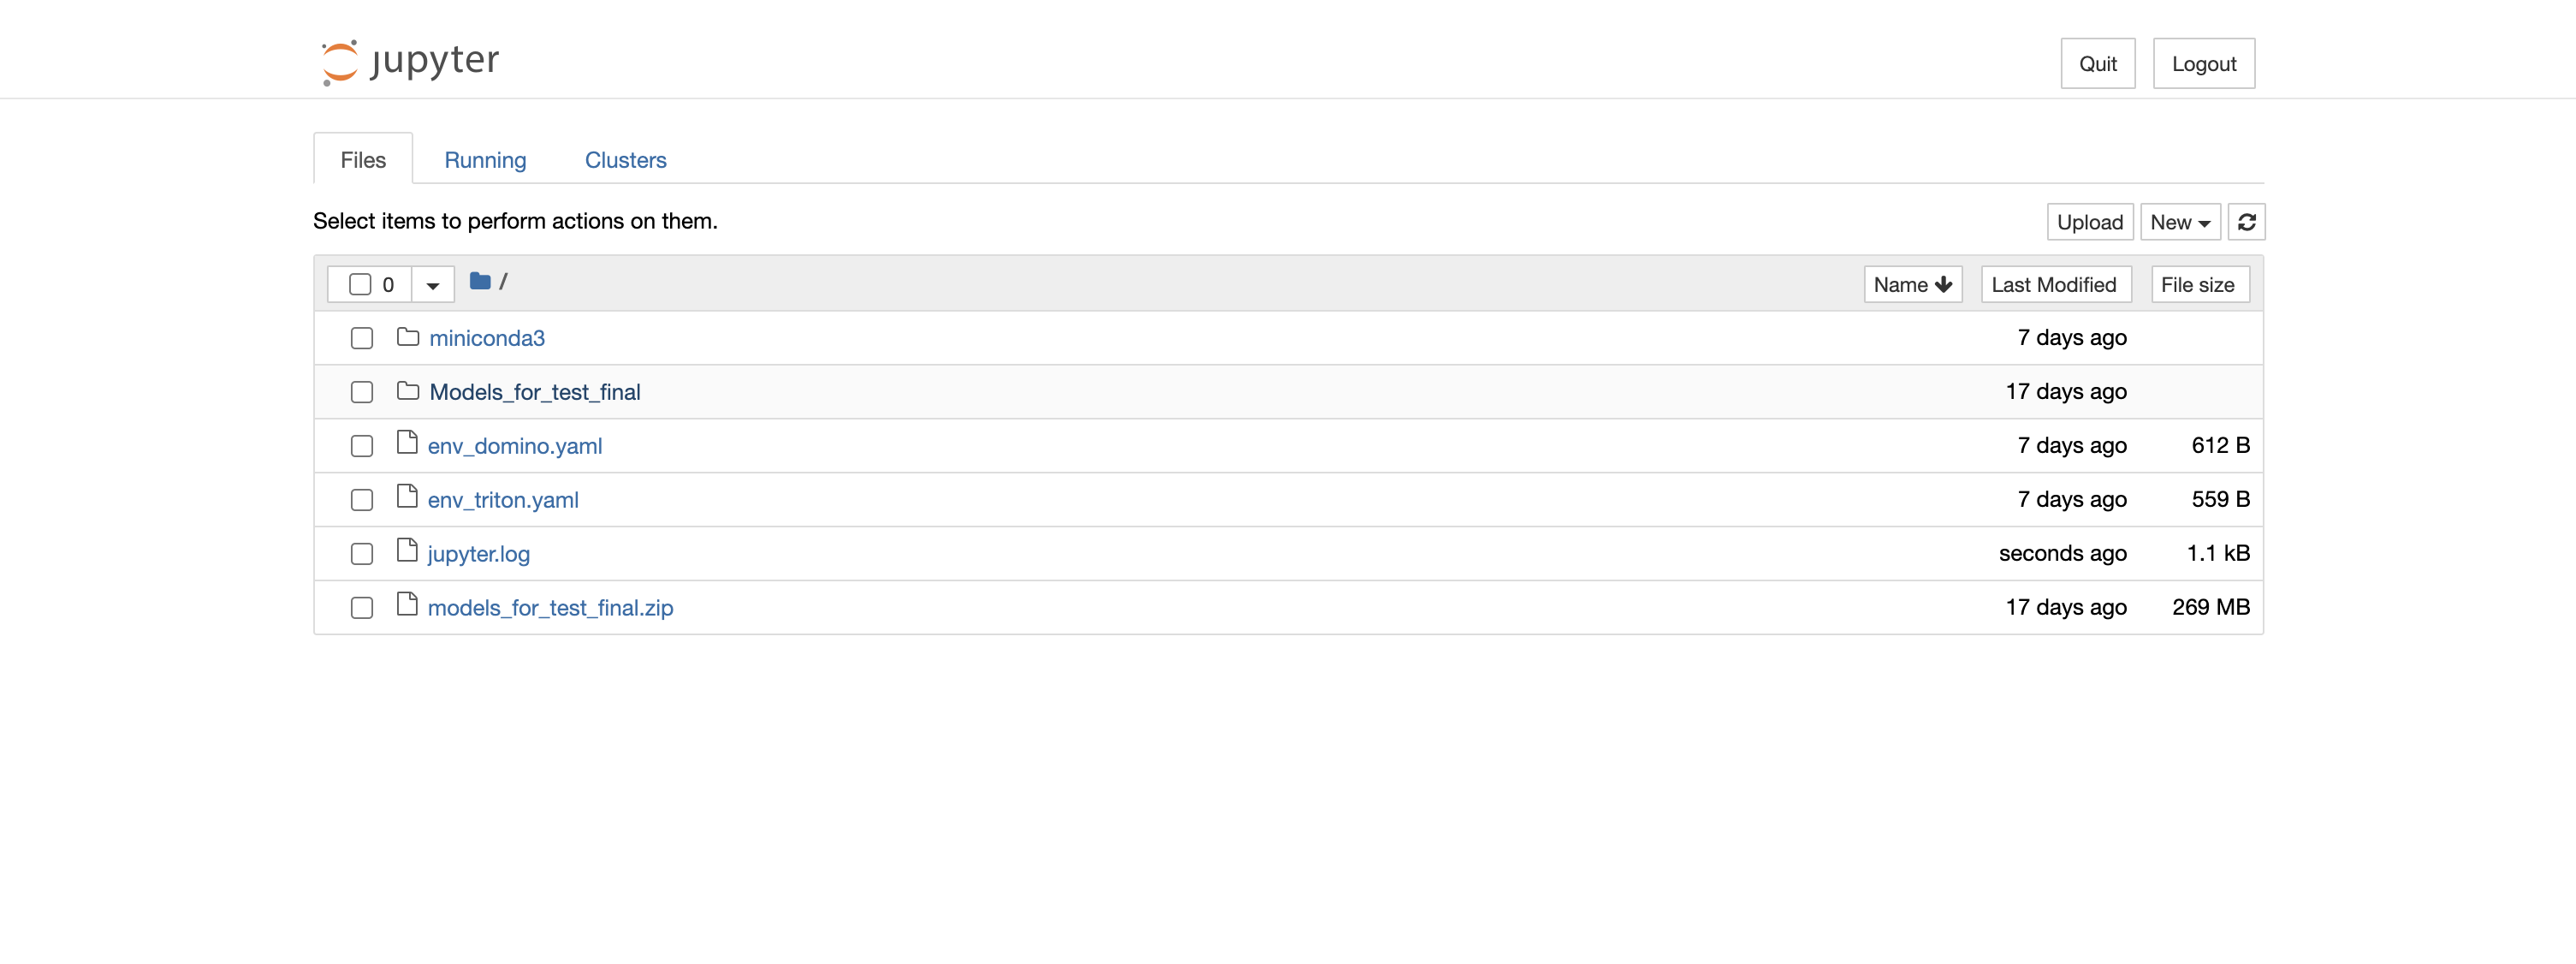 jupyter
Quit
Logout
Files
Running
Clusters
Select items to perform actions on them.
Upload
New
0
/
Name
Last Modified
File size
miniconda3
7 days ago
Models_for_test_final
17 days ago
env_domino.yaml
7 days ago
612 B
env_triton.yaml
7 days ago
559 B
jupyter.log
seconds ago
1.1 kB
models_for_test_final.zip
17 days ago
269 MB